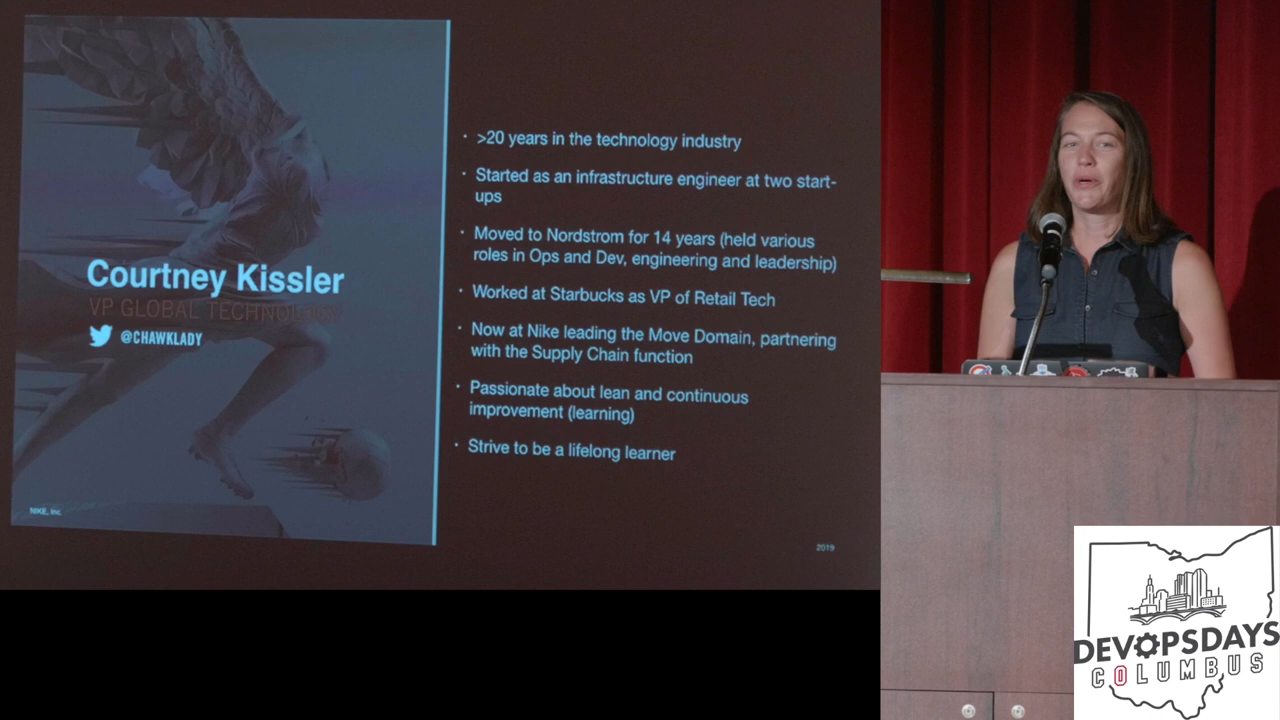 Courtney Kissler
VP GLOBAL TECHNOLOGY
@CHAWKLADY
NIKE, Inc.
· >20 years in the technology industry
· Started as an infrastructure engineer at two start-
ups
· Moved to Nordstrom for 14 years (held various
roles in Ops and Dev, engineering and leadership)
· Worked at Starbucks as VP of Retail Tech
· Now at Nike leading the Move Domain, partnering
with the Supply Chain function
· Passionate about lean and continuous
improvement (learning)
· Strive to be a lifelong learner
2019
DEVOPSDAYS
COLUMBUS